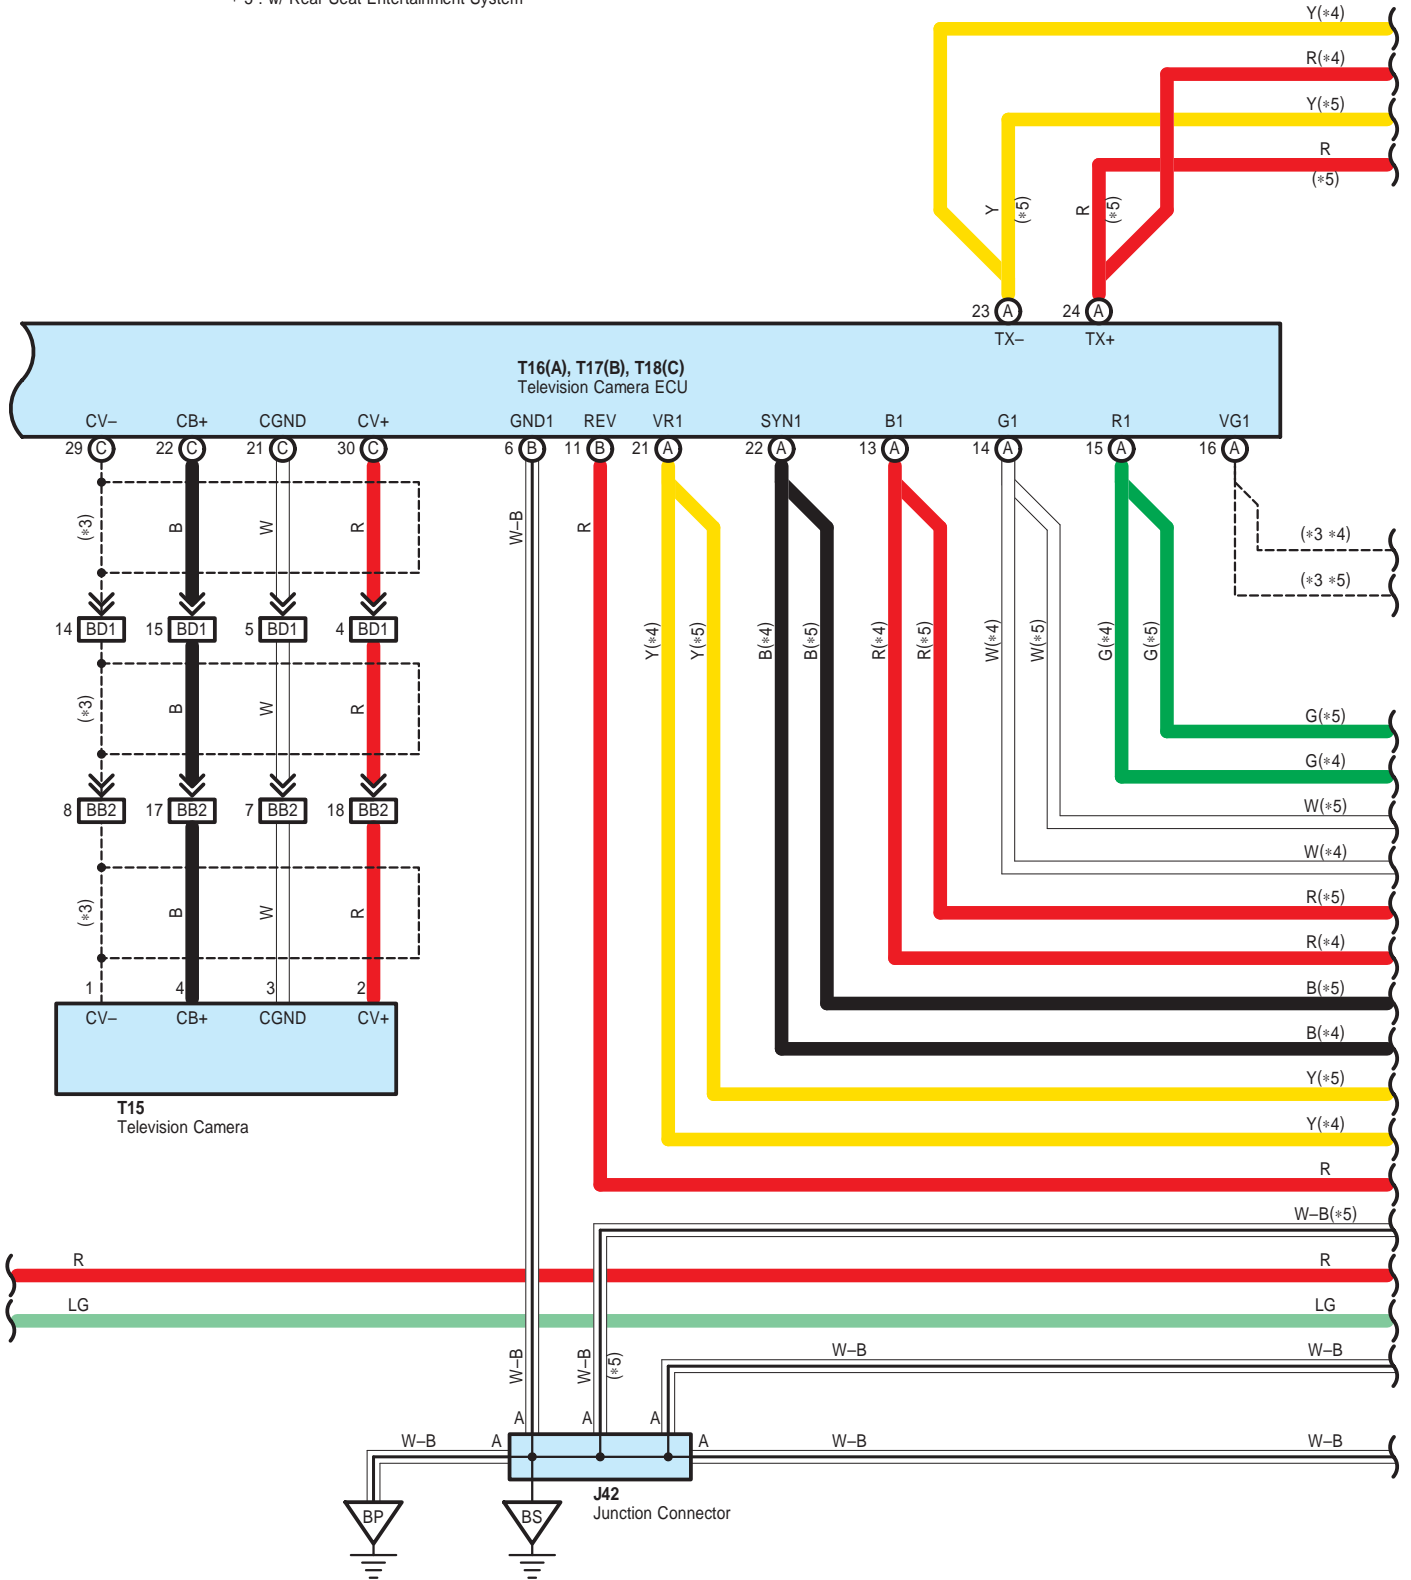 Y(∗4)
R(∗4)
Y(∗5)
R
(∗5)
Y
(∗5)
R
(∗5)
23 A
24 A
TX–
TX+
T16(A), T17(B), T18(C)
Television Camera ECU
CV–
CB+
CGND
CV+
GND1
REV
VR1
SYN1
B1
G1
R1
VG1
29 C
22 C
21 C
30 C
6 B
11 B
21 A
22 A
13 A
14 A
15 A
16 A
(∗3)
B
W
R
W–B
R
(∗3 ∗4)
(∗3 ∗5)
14 BD1
15 BD1
5 BD1
4 BD1
Y(∗4)
Y(∗5)
B(∗4)
B(∗5)
R(∗4)
R(∗5)
W(∗4)
W(∗5)
G(∗4)
G(∗5)
(∗3)
B
W
R
G(∗5)
G(∗4)
8 BB2
17 BB2
7 BB2
18 BB2
W(∗5)
W(∗4)
(∗3)
B
W
R
R(∗5)
R(∗4)
1
4
3
2
CV–
CB+
CGND
CV+
B(∗5)
B(∗4)
Y(∗5)
T15
Television Camera
Y(∗4)
R
W–B(∗5)
R
R
LG
LG
W–B
W–B
(∗5)
W–B
W–B
A
A
A
W–B
A
A
W–B
W–B
J42
Junction Connector
BP
BS